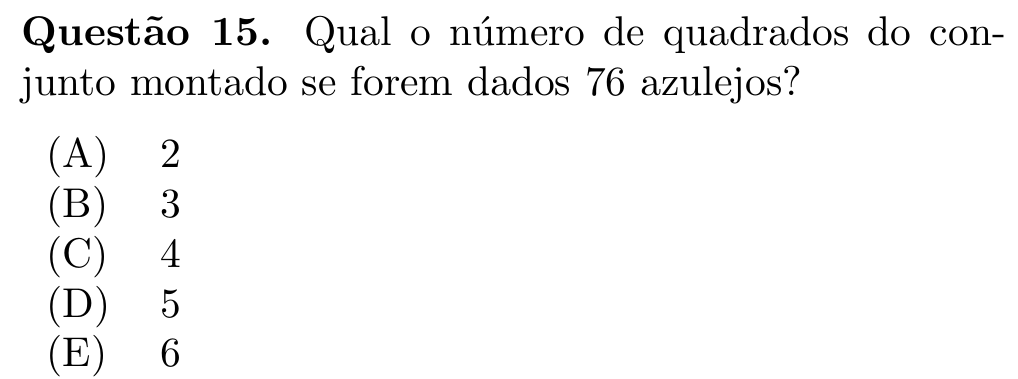 Questão 15. Qual o número de quadrados do con-
junto montado se forem dados 76 azulejos?
(A) 2
(B) 3
(C) 4
(D) 5
(E) 6